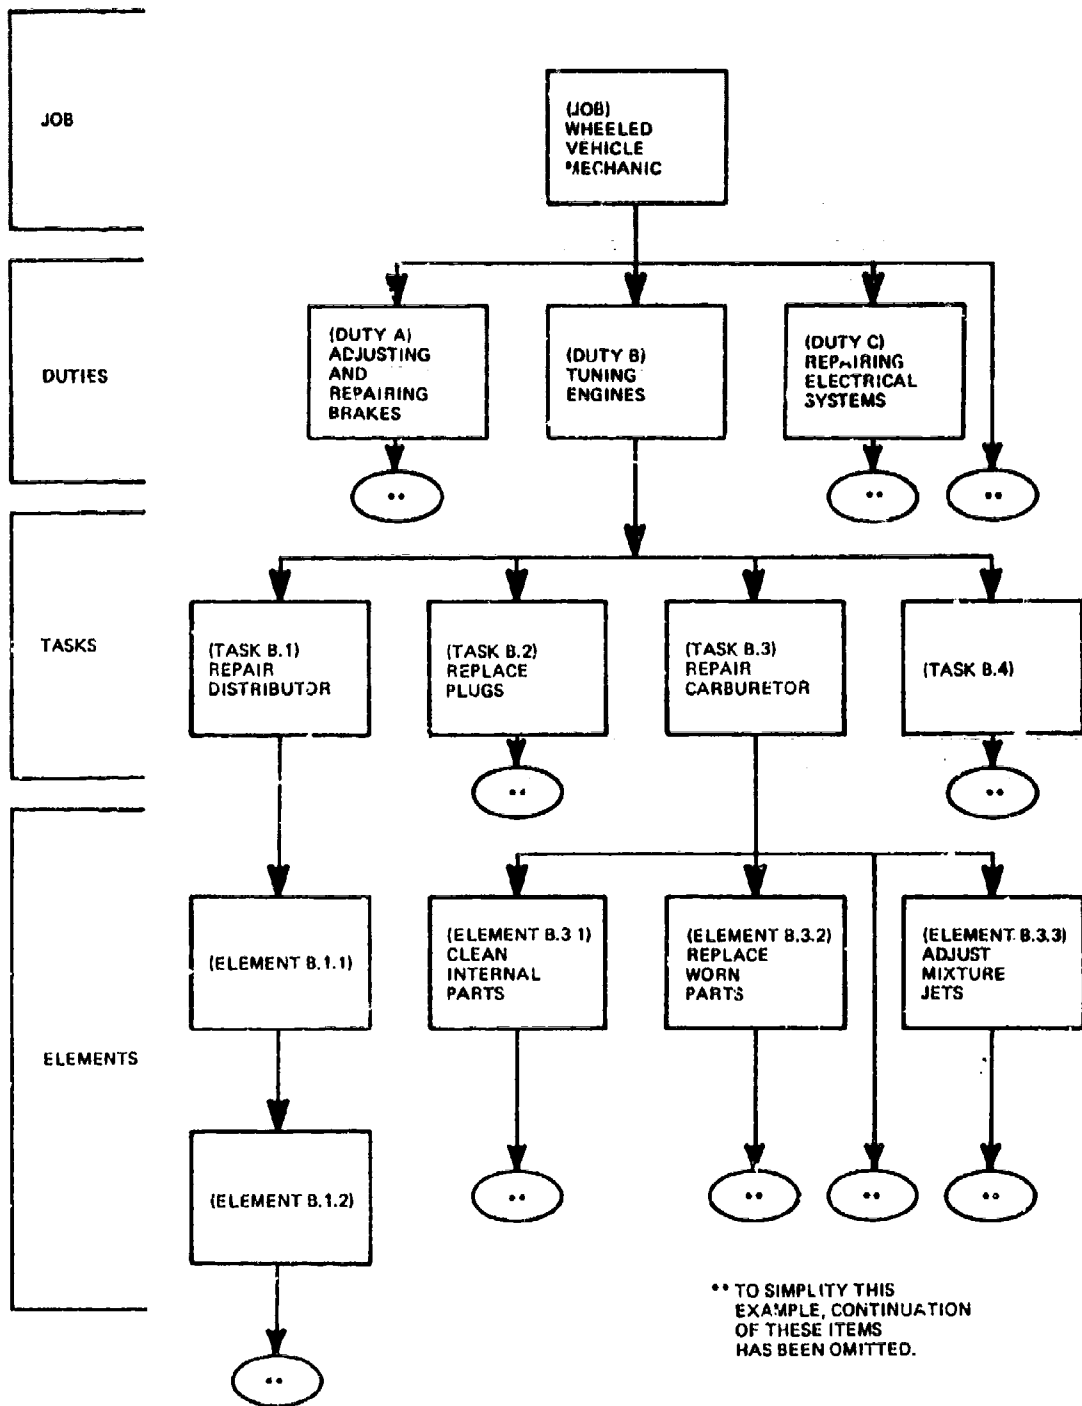 JOB
(JOB)
WHEELED
VEHICLE
MECHANIC
DUTIES
(DUTY A)
ADJUSTING
AND
REPAIRING
BRAKES
(DUTY B)
TUNING
ENGINES
(DUTY C)
REPAIRING
ELECTRICAL
SYSTEMS
**
**
**
TASKS
(TASK B.1)
REPAIR
DISTRIBUTOR
(TASK B.2)
REPLACE
PLUGS
(TASK B.3)
REPAIR
CARBURETOR
(TASK B.4)
**
**
ELEMENTS
(ELEMENT B.1.1)
(ELEMENT B.3 1)
CLEAN
INTERNAL
PARTS
(ELEMENT B.3.2)
REPLACE
WORN
PARTS
(ELEMENT B.3.3)
ADJUST
MIXTURE
JETS
(ELEMENT B.1.2)
**
**
**
**
**
** TO SIMPLITY THIS
EXAMPLE, CONTINUATION
OF THESE ITEMS
HAS BEEN OMITTED.